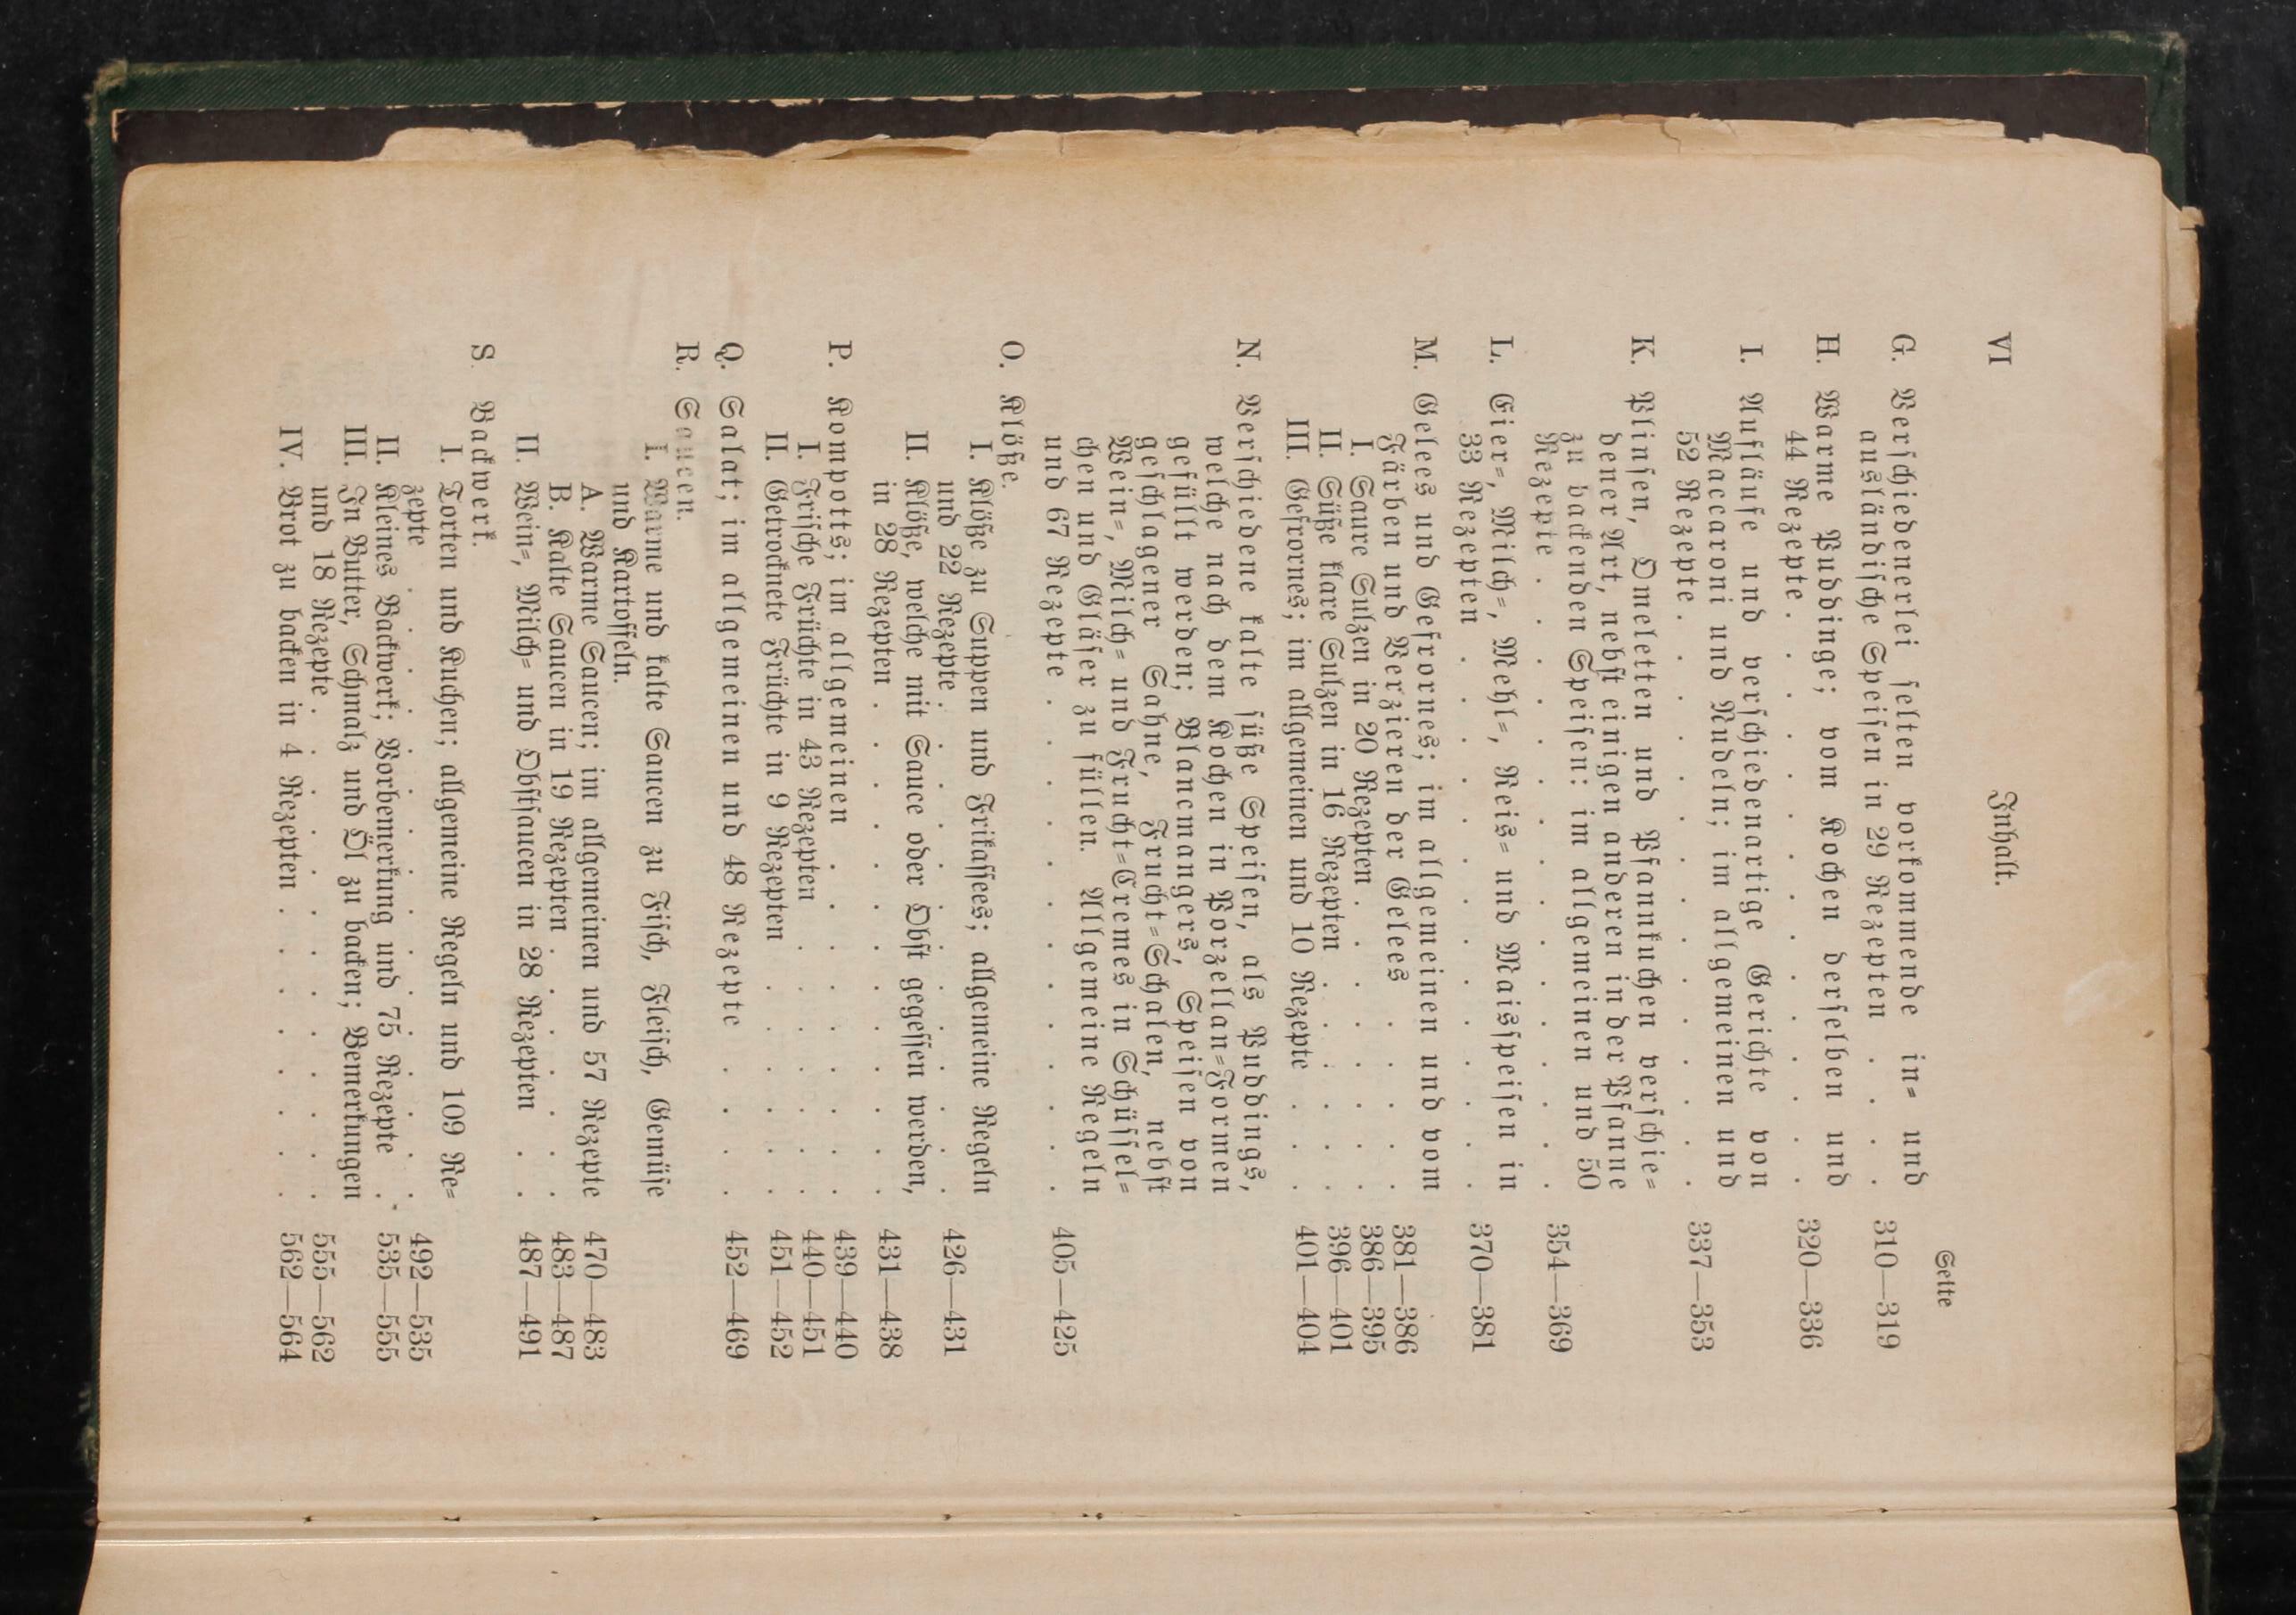 VI
Inhalt.
Seite
G. Verschiedenerlei selten vorkommende in= und
ausländische Speisen in 29 Rezepten . . . 310—319
H. Warme Puddinge; vom Kochen derselben und
44 Rezepte . . . . . . . . . . . . . 320—336
I. Aufläufe und verschiedenartige Gerichte von
Maccaroni und Nudeln; im allgemeinen und
52 Rezepte . . . . . . . . . . . . . 337—353
K. Plinsen, Omeletten und Pfannkuchen verschie=
dener Art, nebst einigen anderen in der Pfanne
zu backenden Speisen: im allgemeinen und 50
Rezepte . . . . . . . . . . . . . . 354—369
L. Eier=, Milch=, Mehl=, Reis= und Maisspeisen in
33 Rezepten . . . . . . . . . . . . 370—381
M. Gelees und Gefrornes; im allgemeinen und vom
Färben und Verzieren der Gelees . . . . 381—386
I. Saure Sulzen in 20 Rezepten . . . . . . 386—395
II. Süße klare Sulzen in 16 Rezepten . . . . . 396—401
III. Gefrornes; im allgemeinen und 10 Rezepte . . . 401—404
N. Verschiedene kalte süße Speisen, als Puddings,
welche nach dem Kochen in Porzellan=Formen
gefüllt werden; Blancmangers, Speisen von
geschlagener Sahne, Frucht=Schalen, nebst
Wein=, Milch= und Frucht=Cremes in Schüssel=
chen und Gläser zu füllen. Allgemeine Regeln
und 67 Rezepte . . . . . . . . . . . 405—425
O. Klöße.
I. Klöße zu Suppen und Frikassees; allgemeine Regeln
und 22 Rezepte . . . . . . . . . . . 426—431
II. Klöße, welche mit Sauce oder Obst gegessen werden,
in 28 Rezepten . . . . . . . . . . . 431—438
P. Kompotts; im allgemeinen . . . . . . . 439—440
I. Frische Früchte in 43 Rezepten . . . . . . 440—451
II. Getrocknete Früchte in 9 Rezepten . . . . . 451—452
Q. Salat; im allgemeinen und 48 Rezepte . . . 452—469
R. Saucen.
I. Warme und kalte Saucen zu Fisch, Fleisch, Gemüse
und Kartoffeln.
A. Warme Saucen; im allgemeinen und 57 Rezepte 470—483
B. Kalte Saucen in 19 Rezepten . . . . . . 483—487
II. Wein=, Milch= und Obstsaucen in 28 Rezepten . . 487—491
S. Backwerk.
I. Torten und Kuchen; allgemeine Regeln und 109 Re=
zepte . . . . . . . . . . . . . . . 492—535
II. Kleines Backwerk; Vorbemerkung und 75 Rezepte . . 535—555
III. In Butter, Schmalz und Öl zu backen; Bemerkungen
und 18 Rezepte . . . . . . . . . . . 555—562
IV. Brot zu backen in 4 Rezepten . . . . . . . 562—564